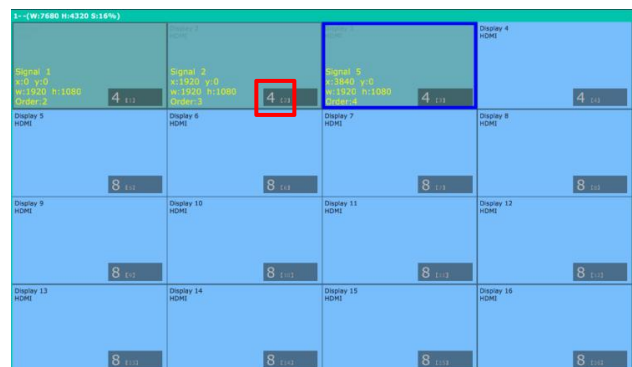 1--(W:7680 H:4320 S:16%)
Display 2
HDMI
Display 4
HDMI
Signal 1
x:0 y:0
w:1920 h:1080
Order:2
4
Signal 2
x:1920 y:0
w:1920 h:1080
Order:3
4
Signal 5
x:3840 y:0
w:1920 h:1080
Order:4
4
4
Display 5
HDMI
8
Display 6
HDMI
8
Display 7
HDMI
8
Display 8
HDMI
8
Display 9
HDMI
8
Display 10
HDMI
8
Display 11
HDMI
8
Display 12
HDMI
8
Display 13
HDMI
8
Display 14
HDMI
8
Display 15
HDMI
8
Display 16
HDMI
8